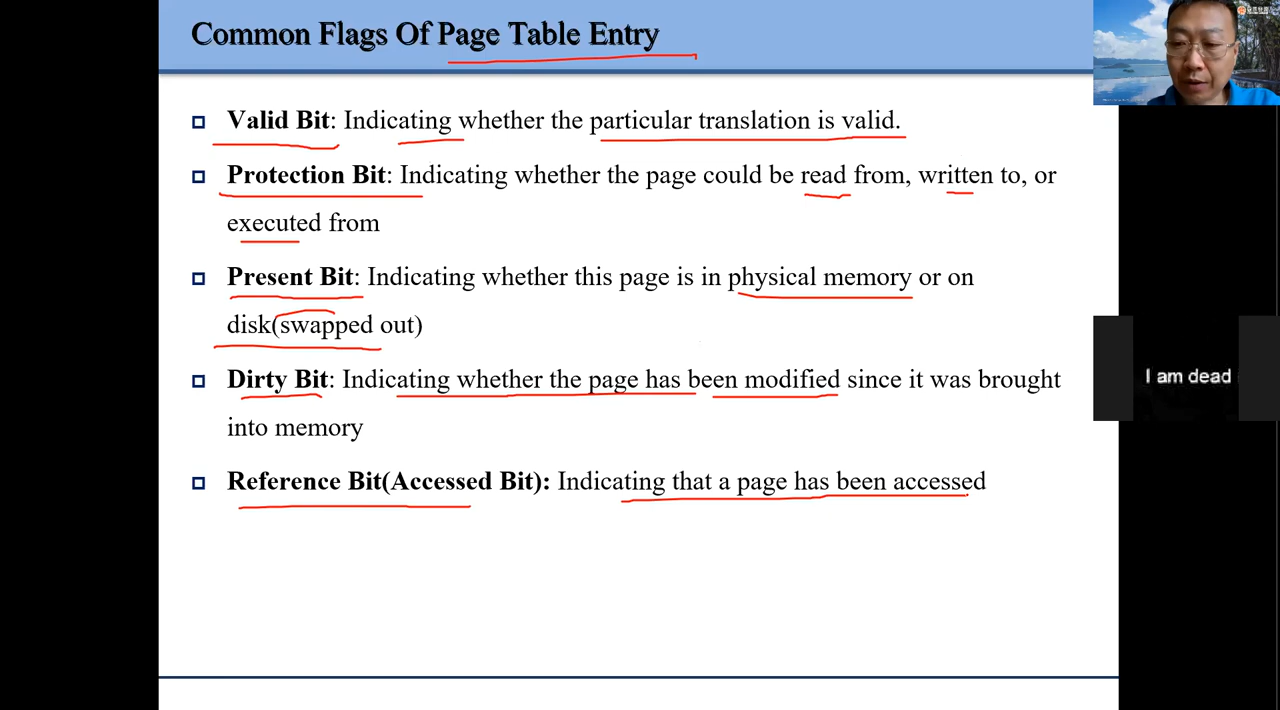 Common Flags Of Page Table Entry
Valid Bit: Indicating whether the particular translation is valid.
Protection Bit: Indicating whether the page could be read from, written to, or
executed from
Present Bit: Indicating whether this page is in physical memory or on
disk(swapped out)
Dirty Bit: Indicating whether the page has been modified since it was brought
into memory
Reference Bit(Accessed Bit): Indicating that a page has been accessed
I am dead